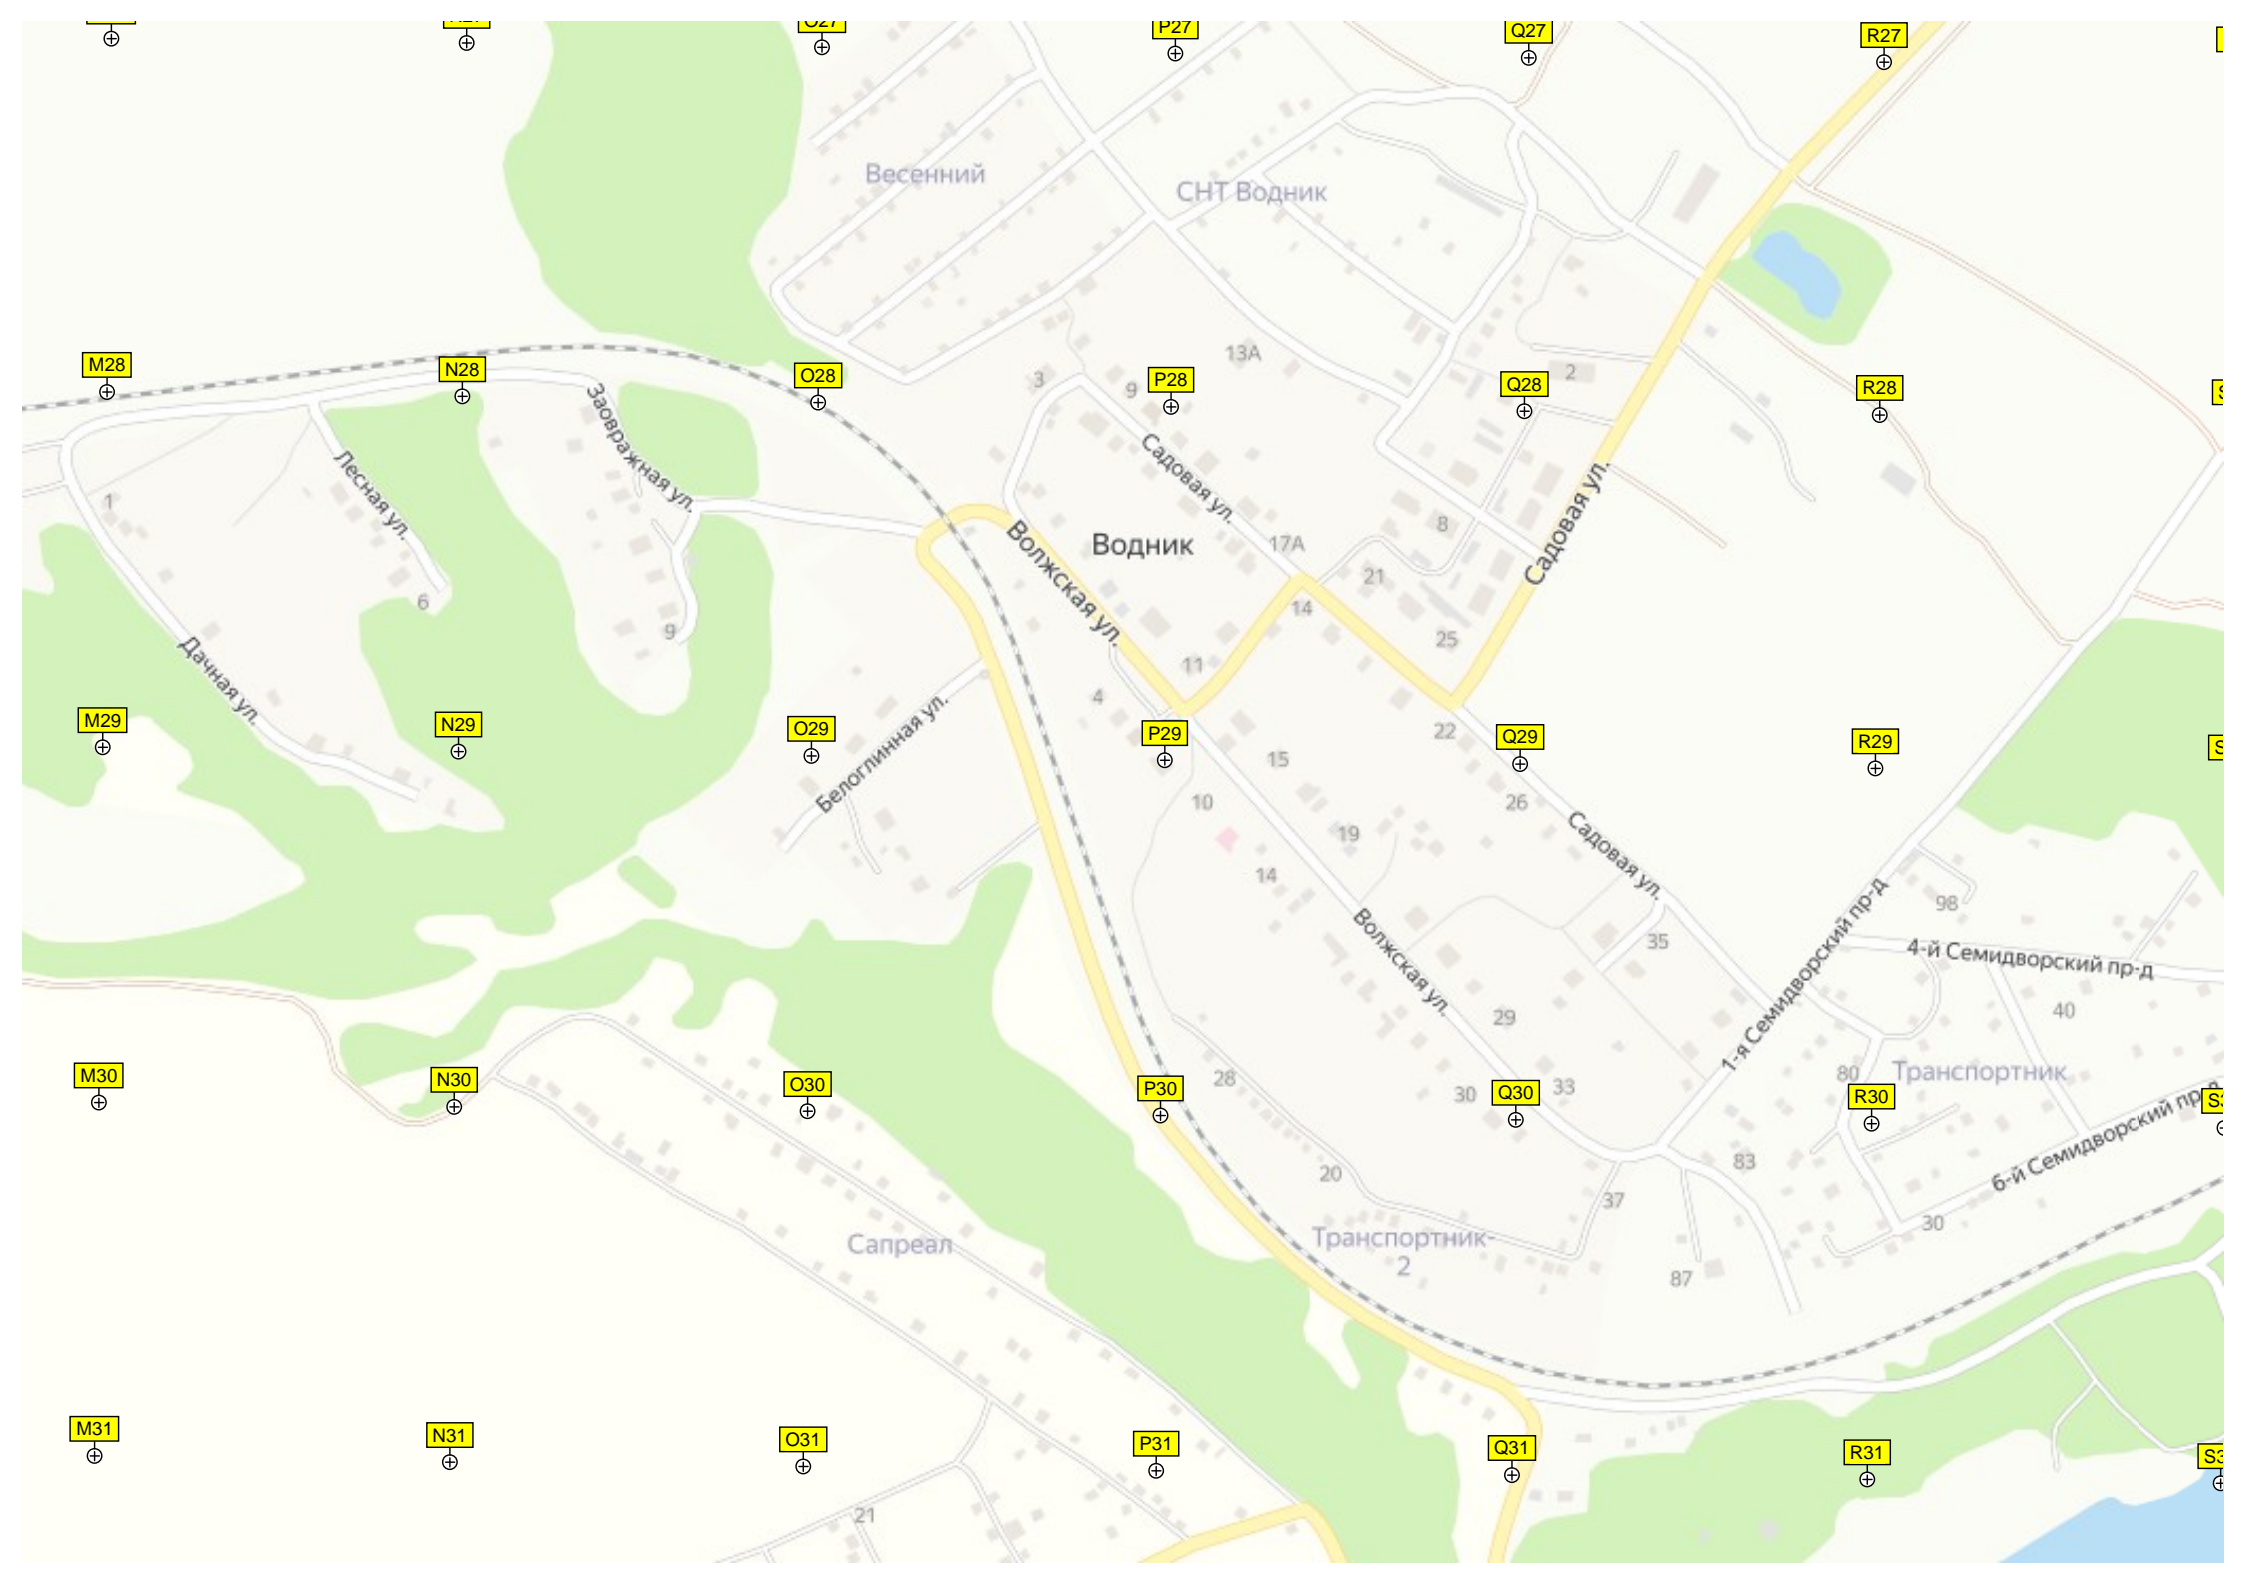 P27
Q27
R27
Весенний
СНТ Водник
M28
N28
O28
3
9
P28
13А
Q28
2
R28
Заовражная ул.
Лесная ул.
1
6
9
Дачная ул.
Садовая ул.
Волжская ул.
Водник
17А
8
21
14
25
Садовая ул.
11
4
M29
N29
O29
P29
22
Q29
R29
Белоглинная ул.
15
10
19
26
14
Садовая ул.
Волжская ул.
35
98
1-я Семидворский пр-д
4-й Семидворский пр-д
40
29
M30
N30
O30
P30
28
30
Q30
33
80
Транспортник
R30
20
83
37
6-й Семидворский пр-д
30
Сапреал
Транспортник-
2
87
M31
N31
O31
P31
Q31
R31
21